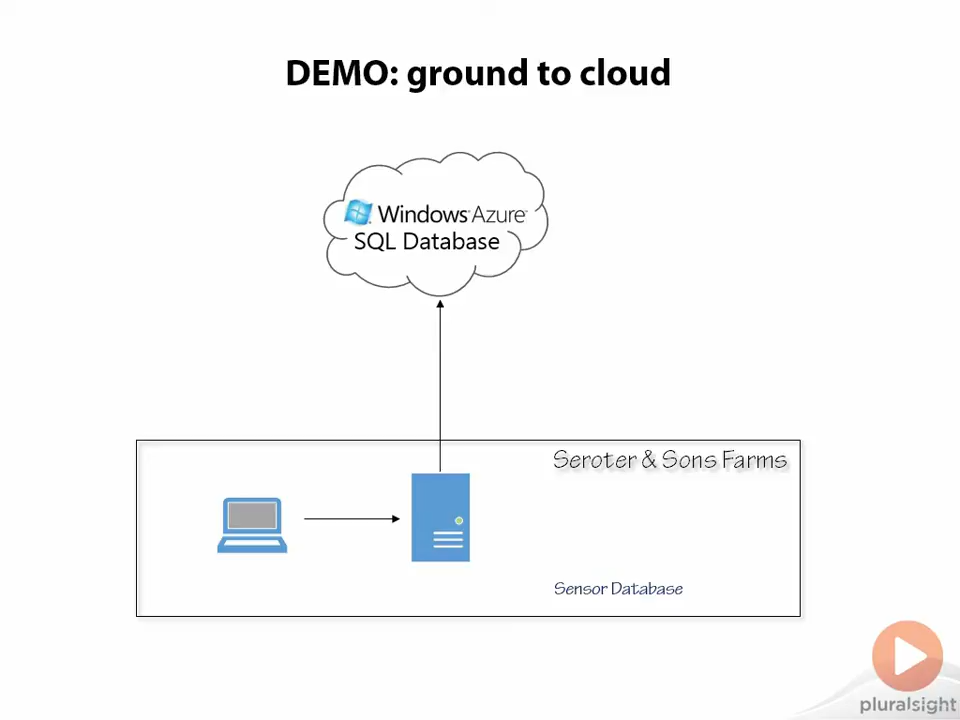 DEMO: ground to cloud
Windows Azure
SQL Database
Seroter & Sons Farms
Sensor Database
pluralsight